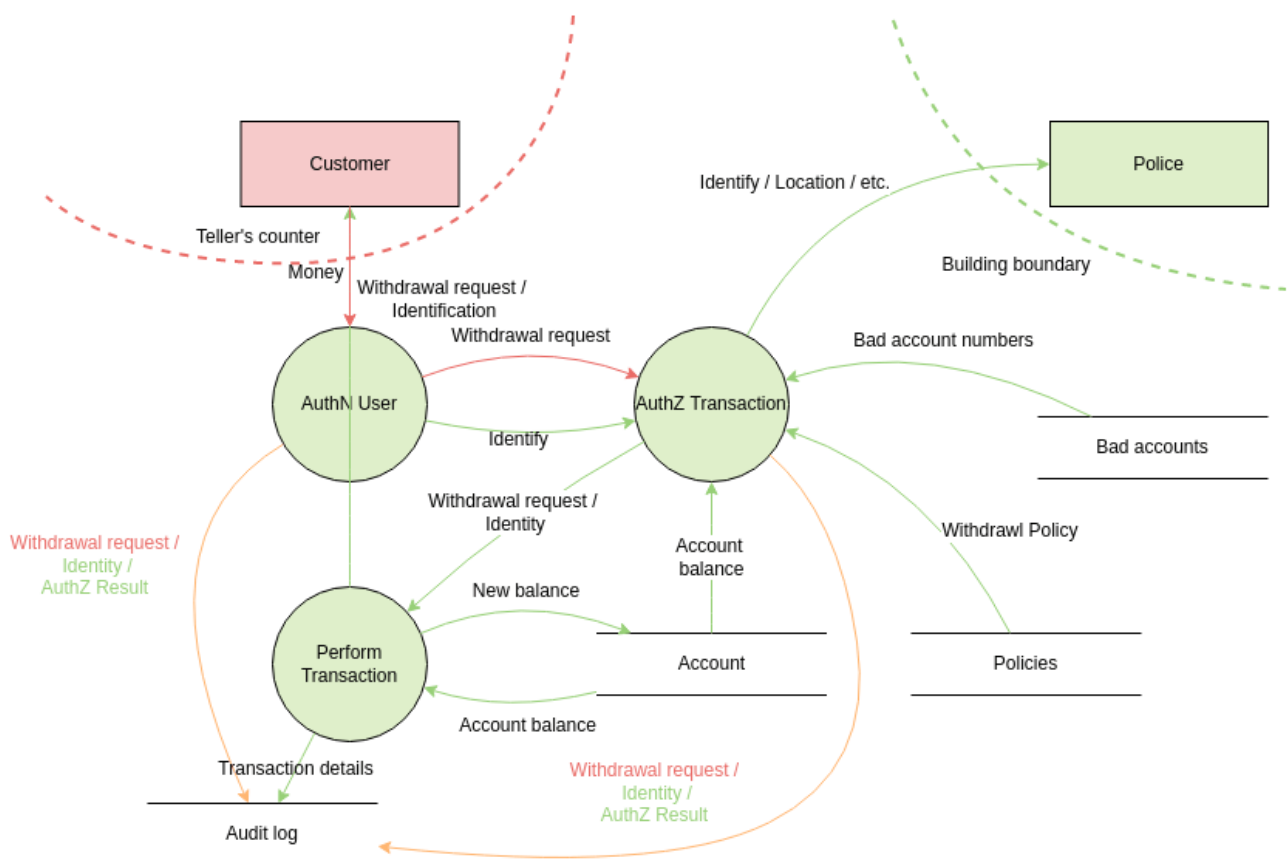 Customer
Police
Identify / Location / etc.
Teller's counter
Building boundary
Money
Withdrawal request /
Identification
Withdrawal request
Bad account numbers
AuthN User
AuthZ Transaction
Identify
Bad accounts
Withdrawal request /
Identity
Withdrawl Policy
Withdrawal request /
Identity /
AuthZ Result
Account
balance
New balance
Perform
Transaction
Account
Policies
Account balance
Transaction details
Withdrawal request /
Identity /
AuthZ Result
Audit log